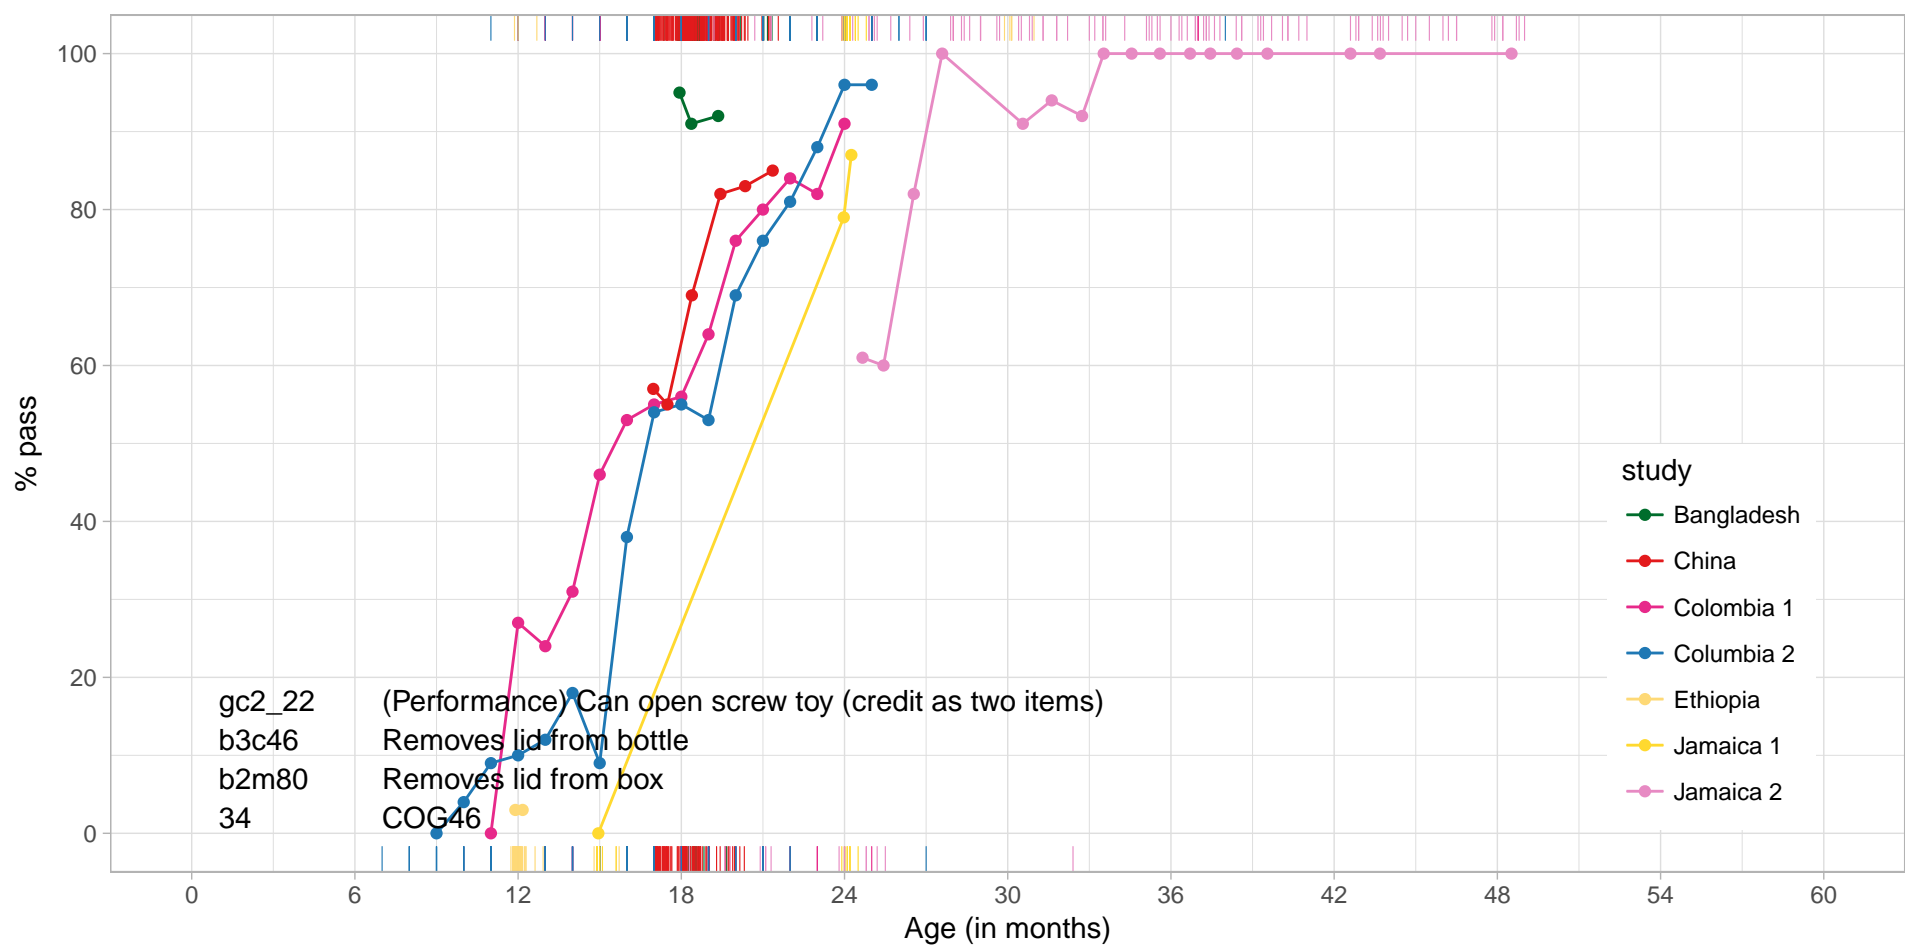 100
80
60
40
20
0
% pass
gc2_22 (Performance) Can open screw toy (credit as two items)
b3c46 Removes lid from bottle
b2m80 Removes lid from box
34 COG46
study
Bangladesh
China
Colombia 1
Columbia 2
Ethiopia
Jamaica 1
Jamaica 2
0 6 12 18 24 30 36 42 48 54 60
Age (in months)